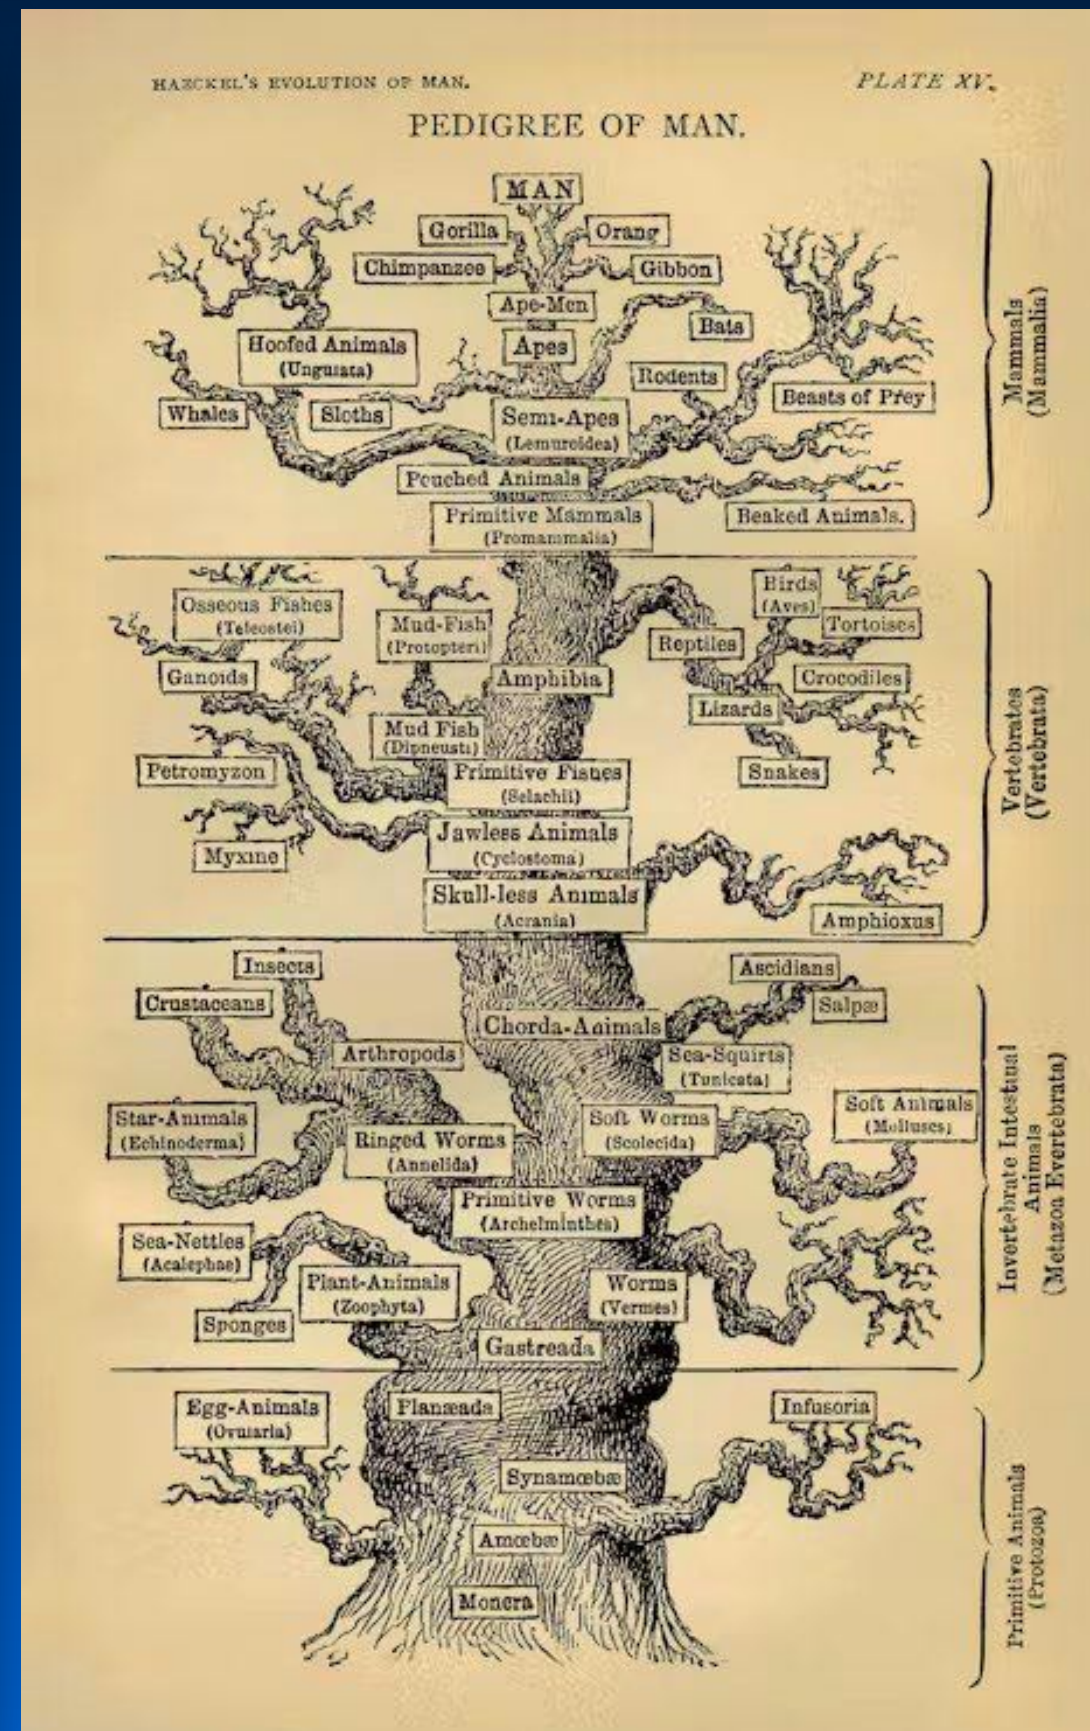 HAECKEL'S EVOLUTION OF MAN.
PLATE XV.
PEDIGREE OF MAN.
MAN
Gorilla
Orang
Chimpanzee
Gibbon
Ape-Men
Bats
Apes
Hoofed Animals
(Ungulata)
Rodents
Beasts of Prey
Whales
Sloths
Semi-Apes
(Lemuroidea)
Pouched Animals
Primitive Mammals
(Promammalia)
Beaked Animals.
Mammals
(Mammalia)
Osseous Fishes
(Teleostei)
Mud-Fish
(Protopteri)
Birds
(Aves)
Tortoises
Reptiles
Ganoids
Amphibia
Crocodiles
Lizards
Mud Fish
(Dipneusti)
Petromyzon
Primitive Fishes
(Selachii)
Snakes
Jawless Animals
(Cyclostoma)
Myxine
Skull-less Animals
(Acrania)
Amphioxus
Vertebrates
(Vertebrata)
Insects
Ascidians
Crustaceans
Salpæ
Chorda-Animals
Arthropods
Sea-Squirts
(Tunicata)
Star-Animals
(Echinoderma)
Ringed Worms
(Annelida)
Soft Worms
(Scolecida)
Soft Animals
(Molluscs)
Primitive Worms
(Archelminthes)
Sea-Nettles
(Acalephae)
Plant-Animals
(Zoophyta)
Worms
(Vermes)
Sponges
Gastreada
Invertebrate Intestinal
Animals
(Metazoa Evertebrata)
Egg-Animals
(Ovularia)
Planæada
Infusoria
Synamœbæ
Amœbæ
Monera
Primitive Animals
(Protozoa)